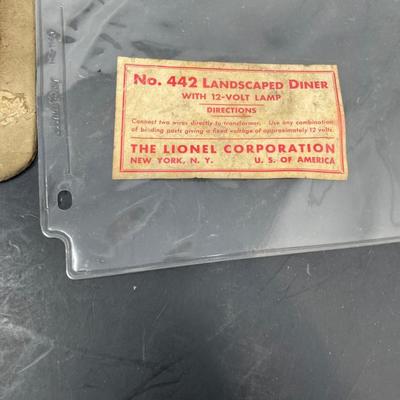 No. 442 LANDSCAPED DINER
WITH 12-VOLT LAMP
DIRECTIONS
Connect two wires directly to transformer. Use any combination
of binding posts giving a fixed voltage of approximately 12 volts.
THE LIONEL CORPORATION
NEW YORK, N. Y. U. S. OF AMERICA